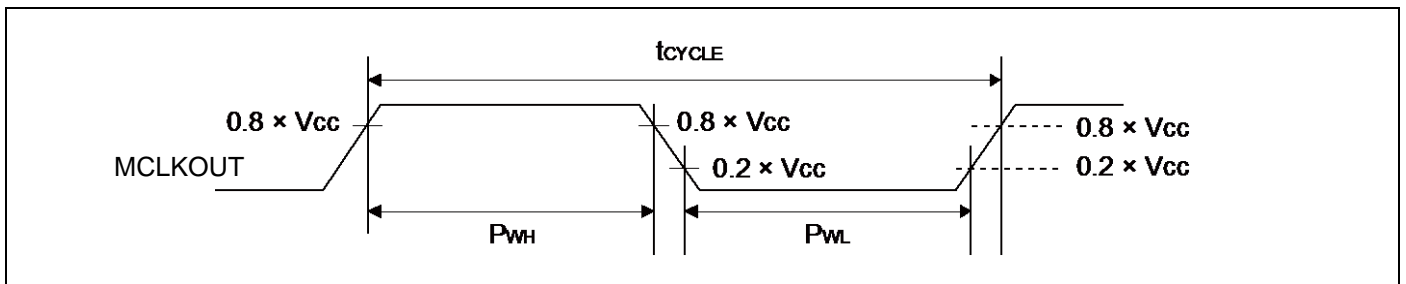 tCYCLE
0.8 × Vcc
0.8 × Vcc
0.8 × Vcc
MCLKOUT
0.2 × Vcc
0.2 × Vcc
PWH
PWL